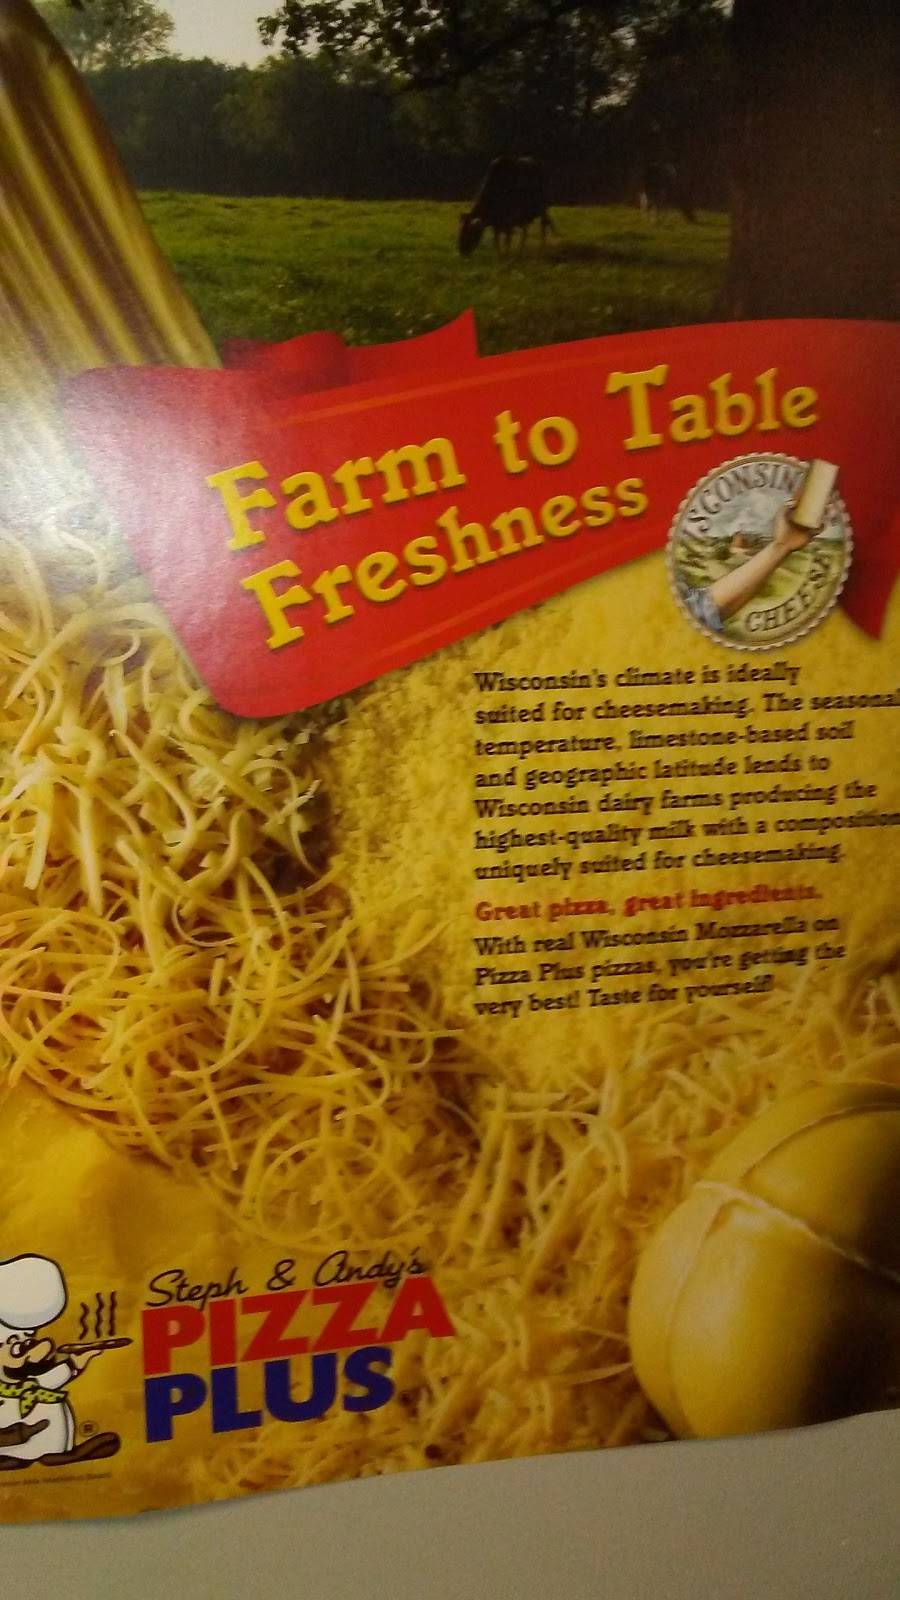 Farm to Table
Freshness
SCONSIN
CHEESE
Wisconsin's climate is ideally
suited for cheesemaking. The seasonal
temperature, limestone-based soil
and geographic latitude lends to
Wisconsin dairy farms producing the
highest-quality milk with a composition
uniquely suited for cheesemaking.
Great pizza, great ingredients.
With real Wisconsin Mozzarella on
Pizza Plus pizzas, you're getting the
very best! Taste for yourself!
Steph & Andy's
PIZZA
PLUS
®